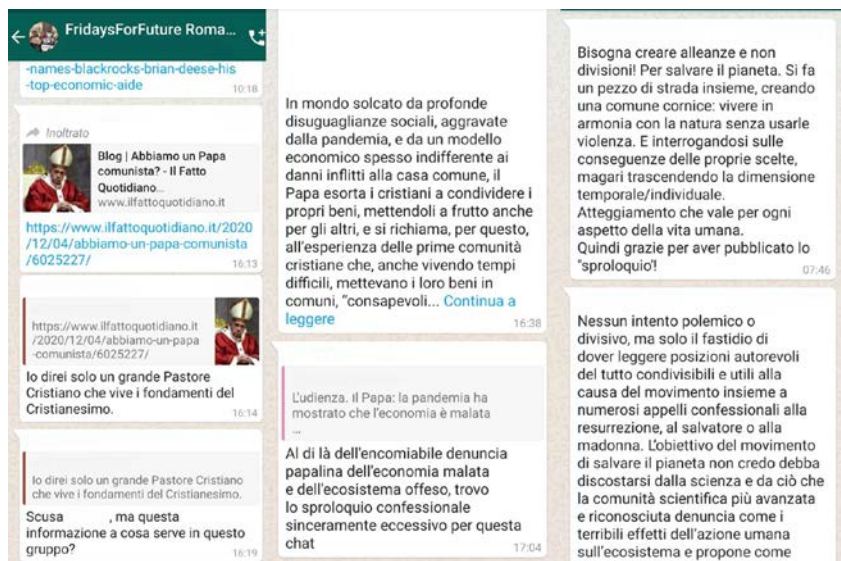 FridaysForFuture Roma...
-names-blackrocks-brian-deese-his
-top-economic-aide
10:18
Inoltrato
Blog | Abbiamo un Papa
comunista? - Il Fatto
Quotidiano...
www.ilfattoquotidiano.it
https://www.ilfattoquotidiano.it/2020
/12/04/abbiamo-un-papa-comunista
/6025227/
16:13
https://www.ilfattoquotidiano.it
/2020/12/04/abbiamo-un-papa
-comunista/6025227/
Io direi solo un grande Pastore
Cristiano che vive i fondamenti del
Cristianesimo.
16:14
Io direi solo un grande Pastore Cristiano
che vive i fondamenti del Cristianesimo.
Scusa , ma questa
informazione a cosa serve in questo
gruppo?
16:19
In mondo solcato da profonde
disuguaglianze sociali, aggravate
dalla pandemia, e da un modello
economico spesso indifferente ai
danni inflitti alla casa comune, il
Papa esorta i cristiani a condividere i
propri beni, mettendoli a frutto anche
per gli altri, e si richiama, per questo,
all'esperienza delle prime comunità
cristiane che, anche vivendo tempi
difficili, mettevano i loro beni in
comuni, "consapevoli... Continua a
leggere
16:38
L'udienza. Il Papa: la pandemia ha
mostrato che l'economia è malata
...
Al di là dell'encomiabile denuncia
papalina dell'economia malata
e dell'ecosistema offeso, trovo
lo sproloquio confessionale
sinceramente eccessivo per questa
chat
17:04
Bisogna creare alleanze e non
divisioni! Per salvare il pianeta. Si fa
un pezzo di strada insieme, creando
una comune cornice: vivere in
armonia con la natura senza usarle
violenza. E interrogandosi sulle
conseguenze delle proprie scelte,
magari trascendendo la dimensione
temporale/individuale.
Atteggiamento che vale per ogni
aspetto della vita umana.
Quindi grazie per aver pubblicato lo
"sproloquio'!
07:46
Nessun intento polemico o
divisivo, ma solo il fastidio di
dover leggere posizioni autorevoli
del tutto condivisibili e utili alla
causa del movimento insieme a
numerosi appelli confessionali alla
resurrezione, al salvatore o alla
madonna. L'obiettivo del movimento
di salvare il pianeta non credo debba
discostarsi dalla scienza e da ciò che
la comunità scientifica più avanzata
e riconosciuta denuncia come i
terribili effetti dell'azione umana
sull'ecosistema e propone come